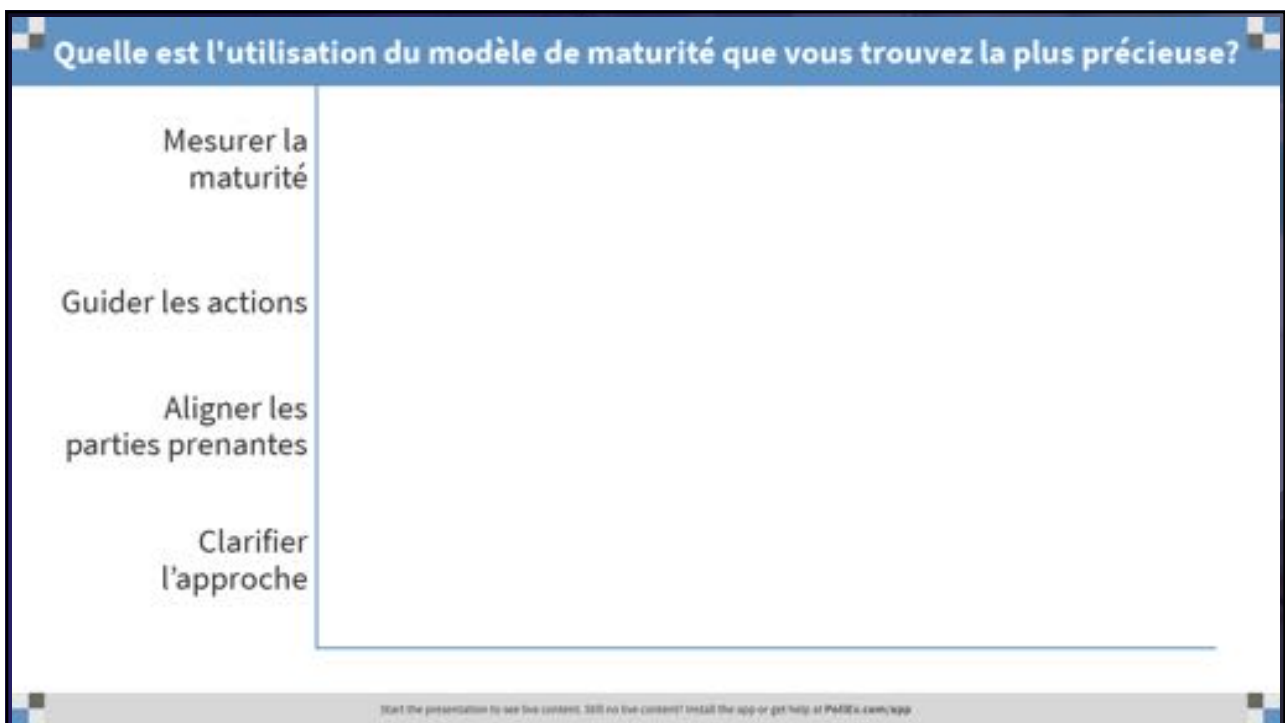 Quelle est l'utilisation du modèle de maturité que vous trouvez la plus précieuse?
Mesurer la
maturité
Guider les actions
Aligner les
parties prenantes
Clarifier
l’approche
Start the presentation to see live content. Still no live content? Install the app or get help at PollEv.com/app